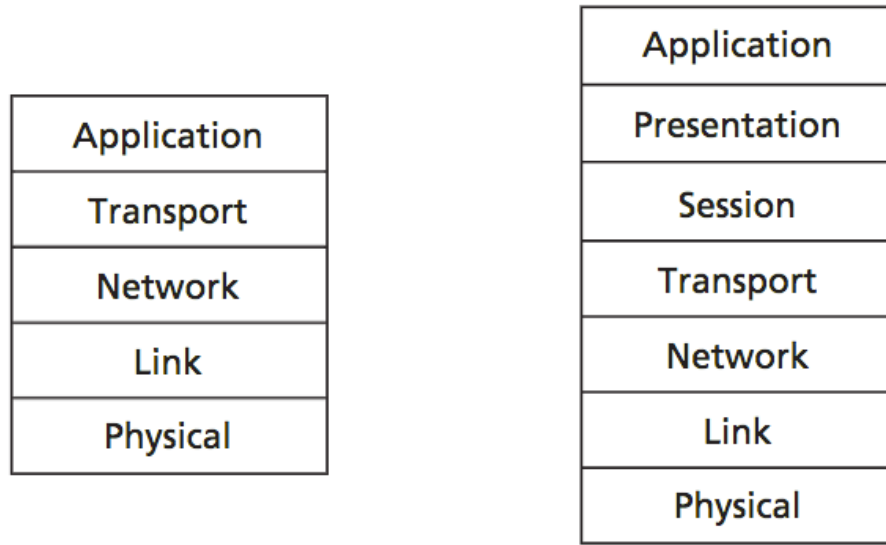 Application
Transport
Network
Link
Physical
Application
Presentation
Session
Transport
Network
Link
Physical